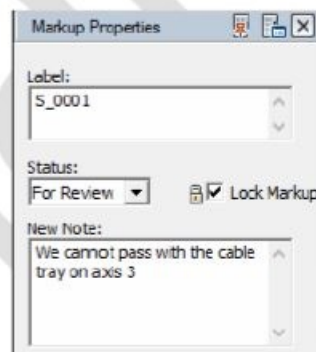 Markup Properties
Label:
S_0001
Status:
For Review
Lock Markup
New Note:
We cannot pass with the cable
tray on axis 3